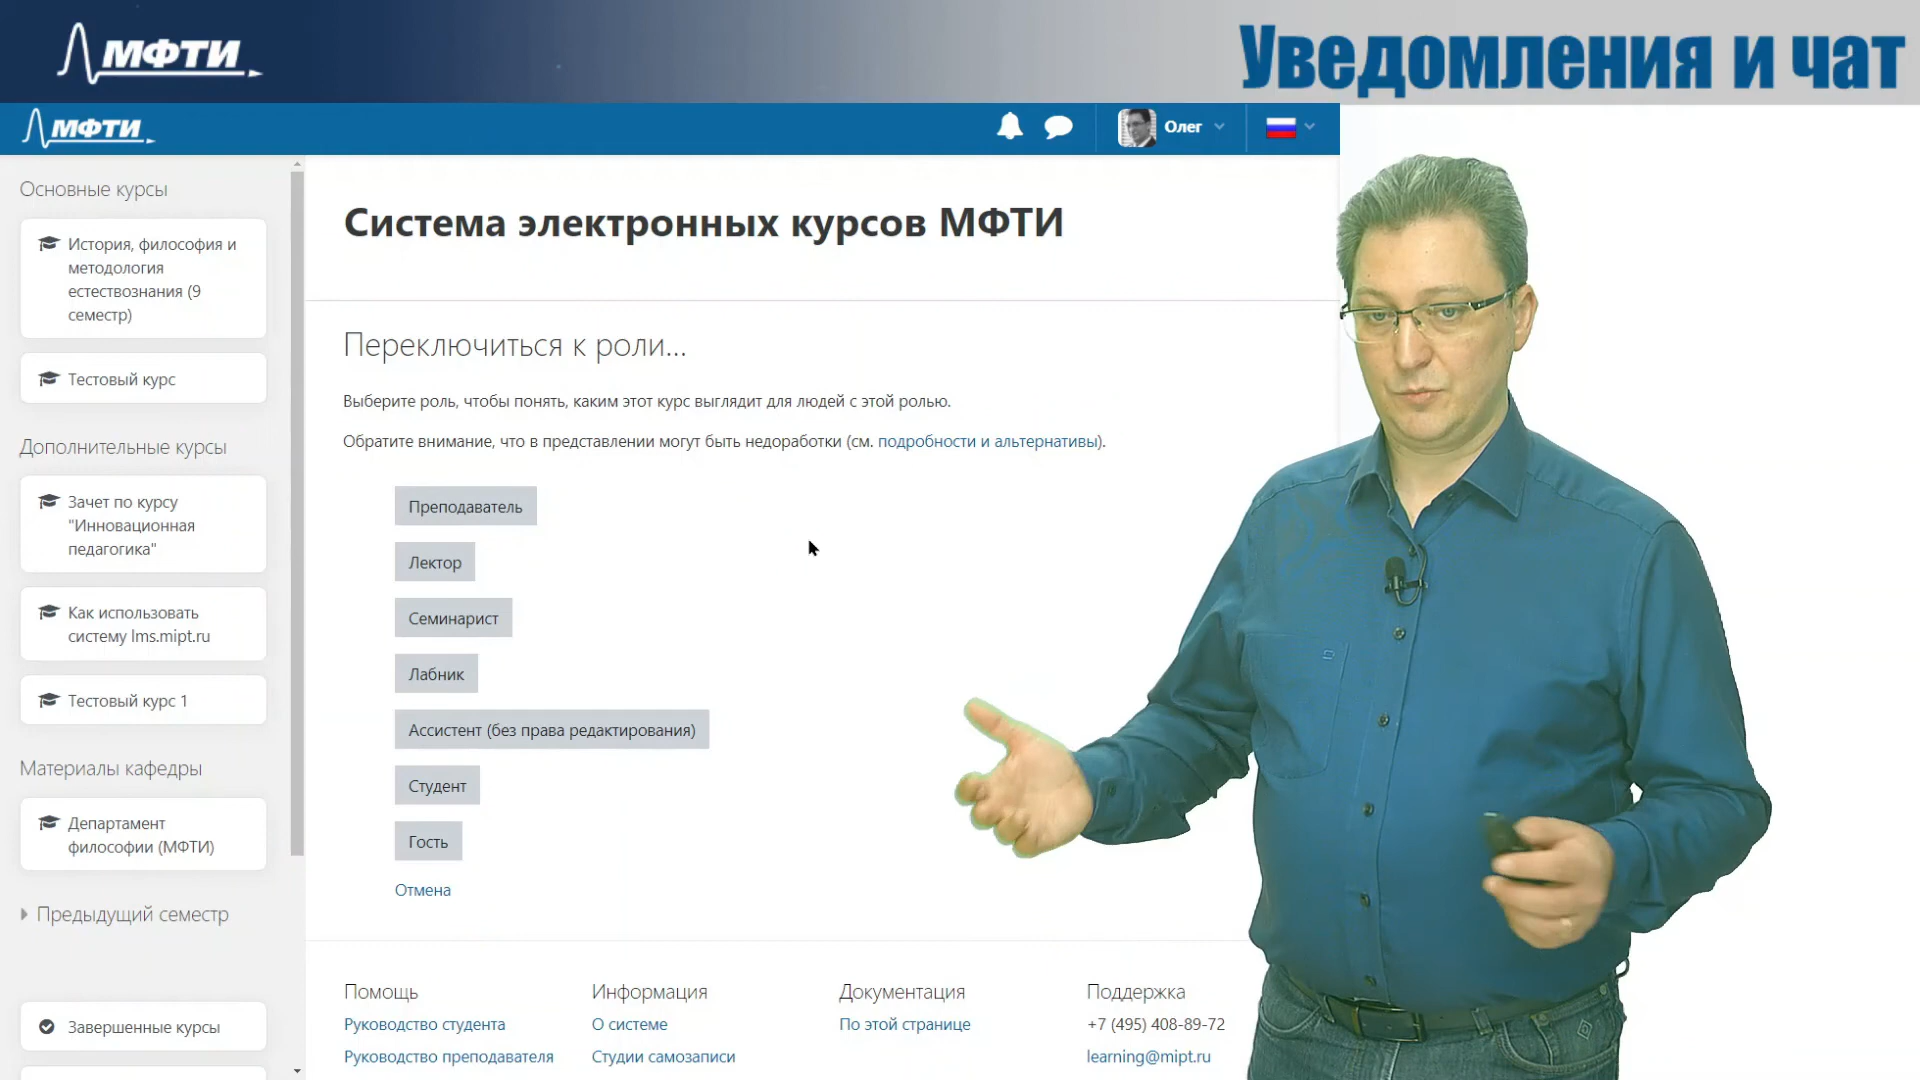 МФТИ
Уведомления и чат
МФТИ
Олег
Основные курсы
История, философия и
методология
естествознания (9
семестр)
Тестовый курс
Дополнительные курсы
Зачет по курсу
"Инновационная
педагогика"
Как использовать
систему lms.mipt.ru
Тестовый курс 1
Материалы кафедры
Департамент
философии (МФТИ)
Предыдущий семестр
Завершенные курсы
Система электронных курсов МФТИ
Переключиться к роли...
Выберите роль, чтобы понять, каким этот курс выглядит для людей с этой ролью.
Обратите внимание, что в представлении могут быть недоработки (см. подробности и альтернативы).
Преподаватель
Лектор
Семинарист
Лабник
Ассистент (без права редактирования)
Студент
Гость
Отмена
Помощь
Руководство студента
Руководство преподавателя
Информация
О системе
Студии самозаписи
Документация
По этой странице
Поддержка
+7 (495) 408-89-72
learning@mipt.ru